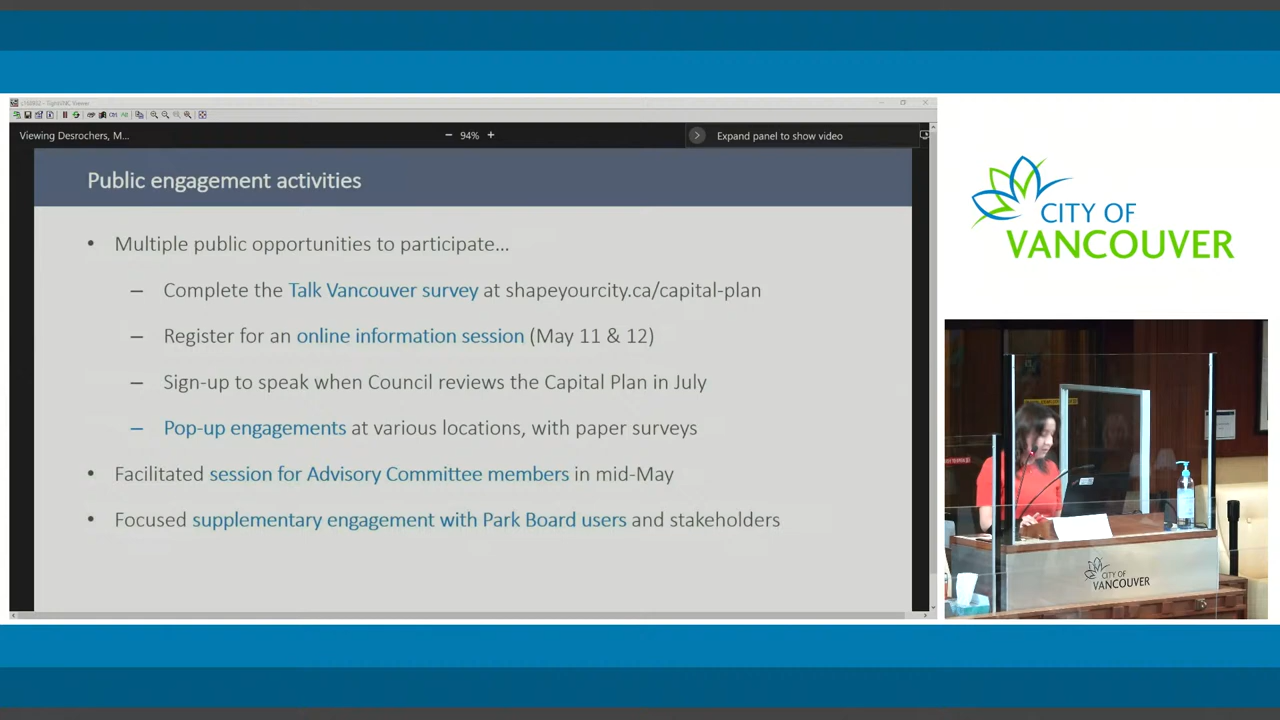 Viewing Desrochers, M...
94%
Expand panel to show video
Public engagement activities
• Multiple public opportunities to participate...
– Complete the Talk Vancouver survey at shapeyourcity.ca/capital-plan
– Register for an online information session (May 11 & 12)
– Sign-up to speak when Council reviews the Capital Plan in July
– Pop-up engagements at various locations, with paper surveys
• Facilitated session for Advisory Committee members in mid-May
• Focused supplementary engagement with Park Board users and stakeholders
CITY OF
VANCOUVER
CITY OF
VANCOUVER